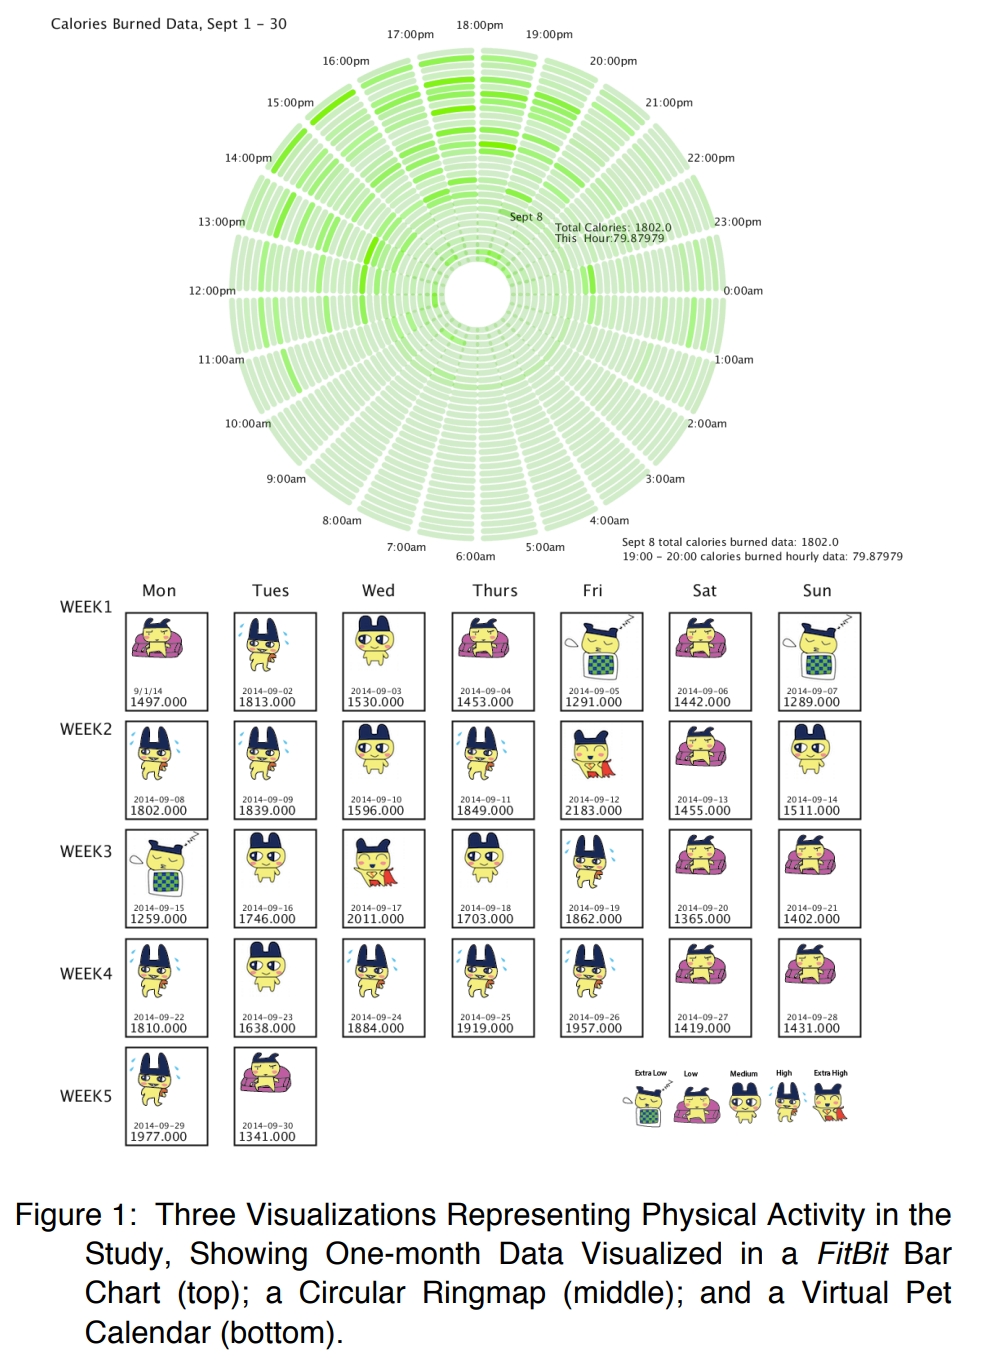 Calories Burned Data, Sept 1 – 30
18:00pm
17:00pm
19:00pm
16:00pm
20:00pm
15:00pm
21:00pm
14:00pm
22:00pm
13:00pm
23:00pm
Sept 8
Total Calories: 1802.0
This Hour:79.87979
12:00pm
0:00am
11:00am
1:00am
10:00am
2:00am
9:00am
3:00am
8:00am
4:00am
7:00am
5:00am
6:00am
Sept 8 total calories burned data: 1802.0
19:00 – 20:00 calories burned hourly data: 79.87979
Mon Tues Wed Thurs Fri Sat Sun
WEEK1
9/1/14 2014-09-02 2014-09-03 2014-09-04 2014-09-05 2014-09-06 2014-09-07
1497.000 1813.000 1530.000 1453.000 1291.000 1442.000 1289.000
WEEK2
2014-09-08 2014-09-09 2014-09-10 2014-09-11 2014-09-12 2014-09-13 2014-09-14
1802.000 1839.000 1596.000 1849.000 2183.000 1455.000 1511.000
WEEK3
2014-09-15 2014-09-16 2014-09-17 2014-09-18 2014-09-19 2014-09-20 2014-09-21
1259.000 1746.000 2011.000 1703.000 1862.000 1365.000 1402.000
WEEK4
2014-09-22 2014-09-23 2014-09-24 2014-09-25 2014-09-26 2014-09-27 2014-09-28
1810.000 1638.000 1884.000 1919.000 1957.000 1419.000 1431.000
WEEK5
2014-09-29 2014-09-30
1977.000 1341.000
Extra Low Low Medium High Extra High
Figure 1: Three Visualizations Representing Physical Activity in the
Study, Showing One-month Data Visualized in a FitBit Bar
Chart (top); a Circular Ringmap (middle); and a Virtual Pet
Calendar (bottom).